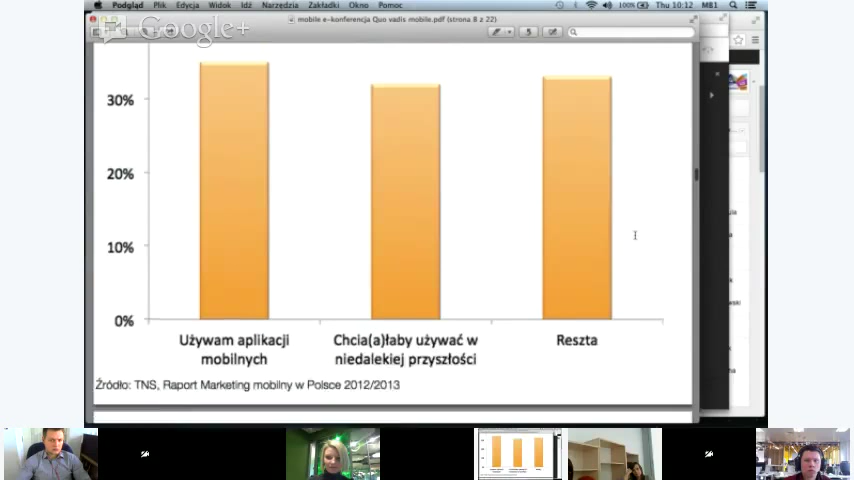 Podgląd Plik Edycja Widok Idź Narzędzia Zakładki Okno Pomoc 100% Thu 10:12 MB1
mobile e-konferencja Quo vadis mobile.pdf (strona 8 z 22)
Google+
30%
20%
10%
0%
Używam aplikacji
mobilnych
Chcia(a)łaby używać w
niedalekiej przyszłości
Reszta
Źródło: TNS, Raport Marketing mobilny w Polsce 2012/2013